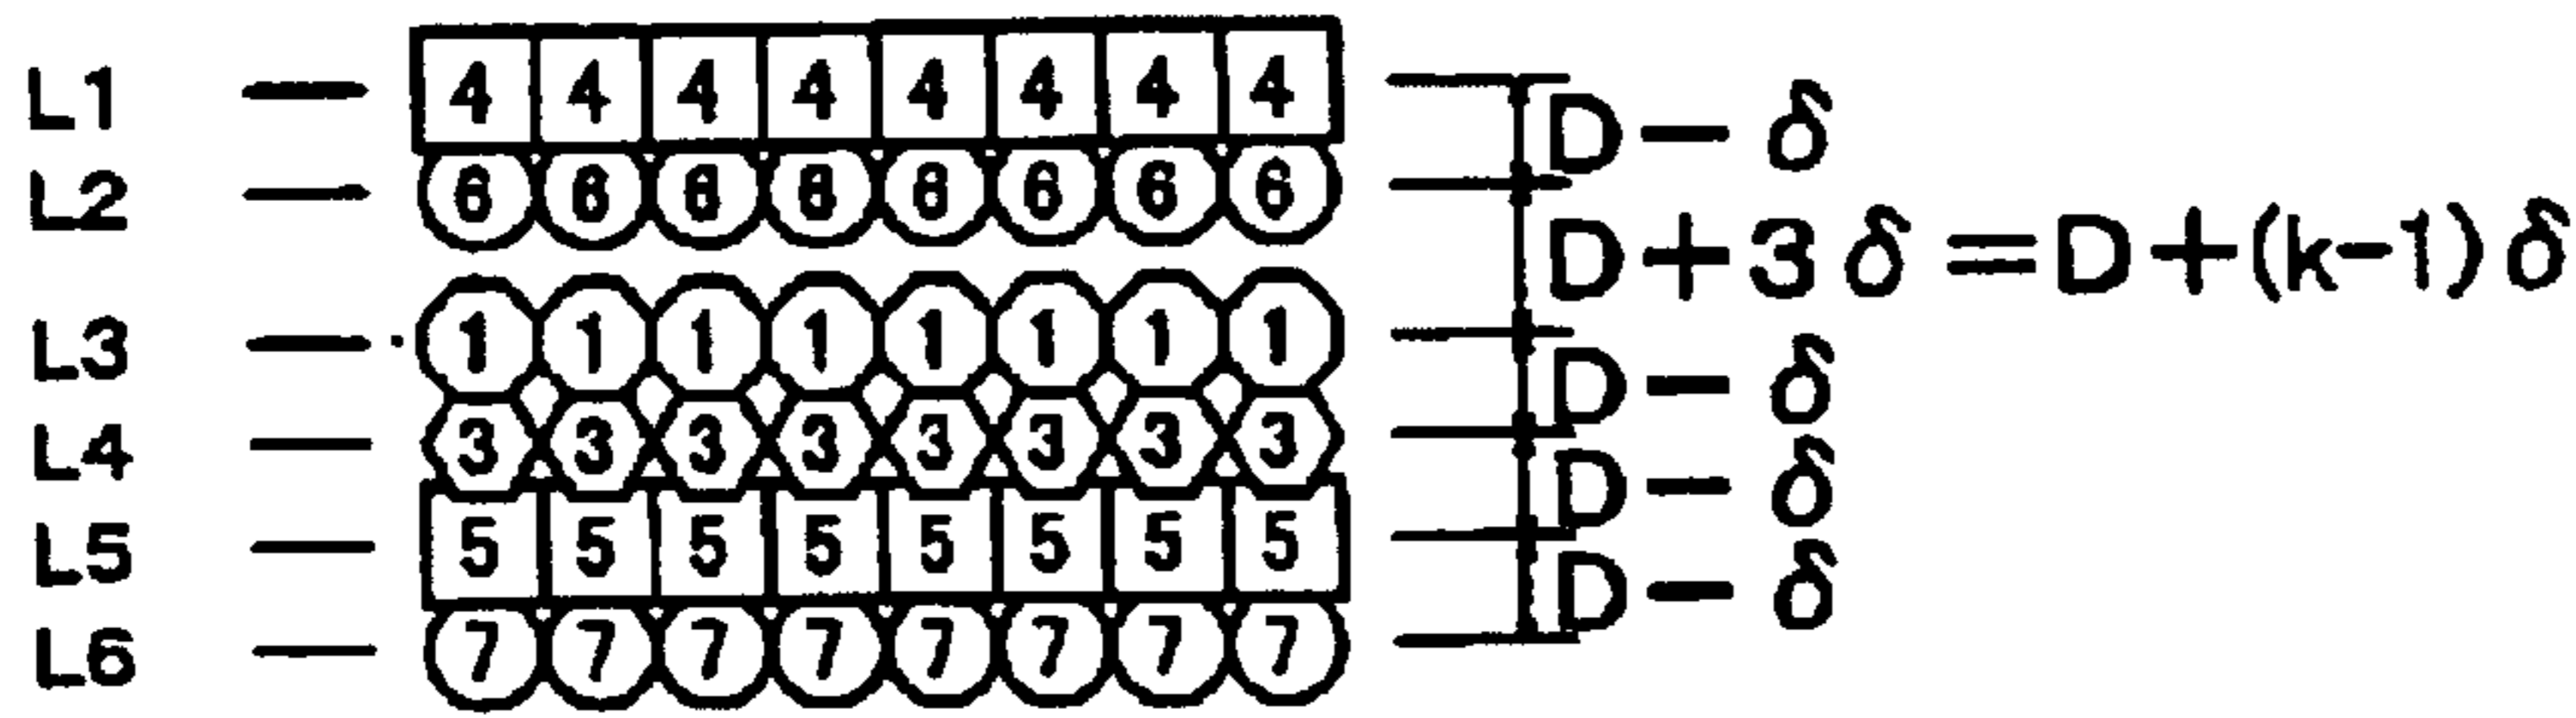 L1 4 4 4 4 4 4 4 4
D－δ
L2 6 6 6 6 6 6 6 6
D＋3δ＝D＋(k－1)δ
L3 1 1 1 1 1 1 1 1
D－δ
L4 3 3 3 3 3 3 3 3
D－δ
L5 5 5 5 5 5 5 5 5
D－δ
L6 7 7 7 7 7 7 7 7